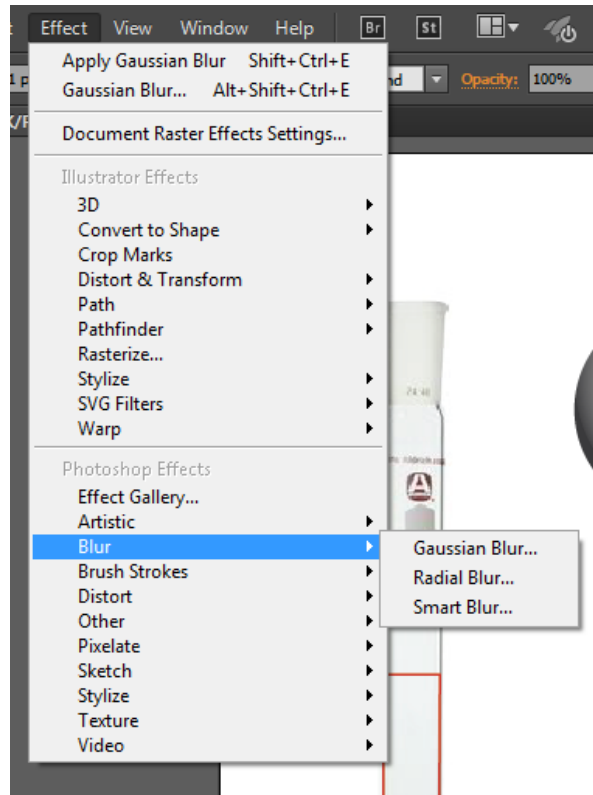 Effect View Window Help Br St
Apply Gaussian Blur Shift+Ctrl+E
Gaussian Blur... Alt+Shift+Ctrl+E
Opacity: 100%
Document Raster Effects Settings...
Illustrator Effects
3D
Convert to Shape
Crop Marks
Distort & Transform
Path
Pathfinder
Rasterize...
Stylize
SVG Filters
Warp
Photoshop Effects
Effect Gallery...
Artistic
Blur
Gaussian Blur...
Radial Blur...
Smart Blur...
Brush Strokes
Distort
Other
Pixelate
Sketch
Stylize
Texture
Video